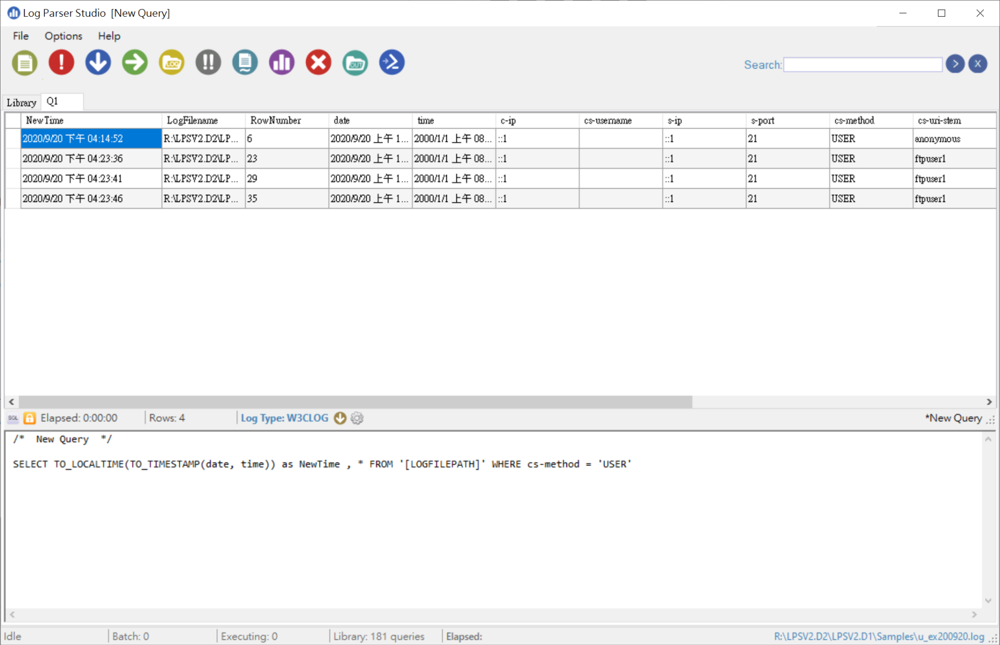 Log Parser Studio [New Query]
File Options Help
LOG OUT Search: > X
Library Q1
NewTime LogFilename RowNumber date time c-ip cs-username s-ip s-port cs-method cs-uri-stem
2020/9/20 下午 04:14:52 R:\LPSV2.D2\LP... 6 2020/9/20 上午 1... 2000/1/1 上午 08... ::1 ::1 21 USER anonymous
2020/9/20 下午 04:23:36 R:\LPSV2.D2\LP... 23 2020/9/20 上午 1... 2000/1/1 上午 08... ::1 ::1 21 USER ftpuser1
2020/9/20 下午 04:23:41 R:\LPSV2.D2\LP... 29 2020/9/20 上午 1... 2000/1/1 上午 08... ::1 ::1 21 USER ftpuser1
2020/9/20 下午 04:23:46 R:\LPSV2.D2\LP... 35 2020/9/20 上午 1... 2000/1/1 上午 08... ::1 ::1 21 USER ftpuser1
SQL Elapsed: 0:00:00 Rows: 4 Log Type: W3CLOG *New Query
/* New Query */
SELECT TO_LOCALTIME(TO_TIMESTAMP(date, time)) as NewTime , * FROM '[LOGFILEPATH]' WHERE cs-method = 'USER'
Idle Batch: 0 Executing: 0 Library: 181 queries Elapsed: R:\LPSV2.D2\LPSV2.D1\Samples\u_ex200920.log